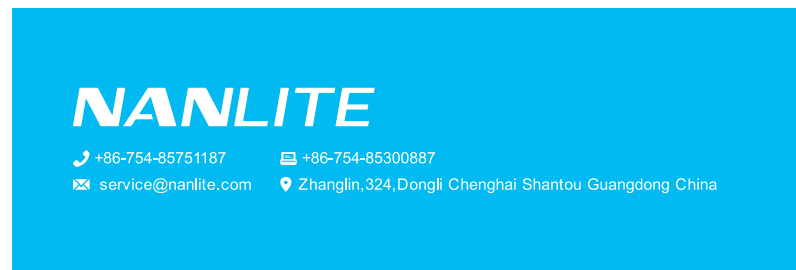 NANLITE
+86-754-85751187 +86-754-85300887
service@nanlite.com Zhanglin,324,Dongli Chenghai Shantou Guangdong China